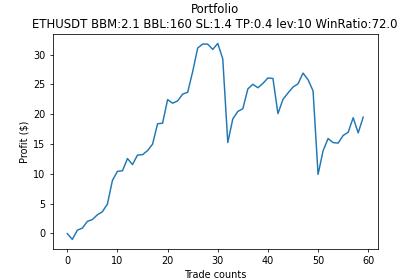 Portfolio
ETHUSDT BBM:2.1 BBL:160 SL:1.4 TP:0.4 lev:10 WinRatio:72.0
Profit ($)
30
25
20
15
10
5
0
0 10 20 30 40 50 60
Trade counts